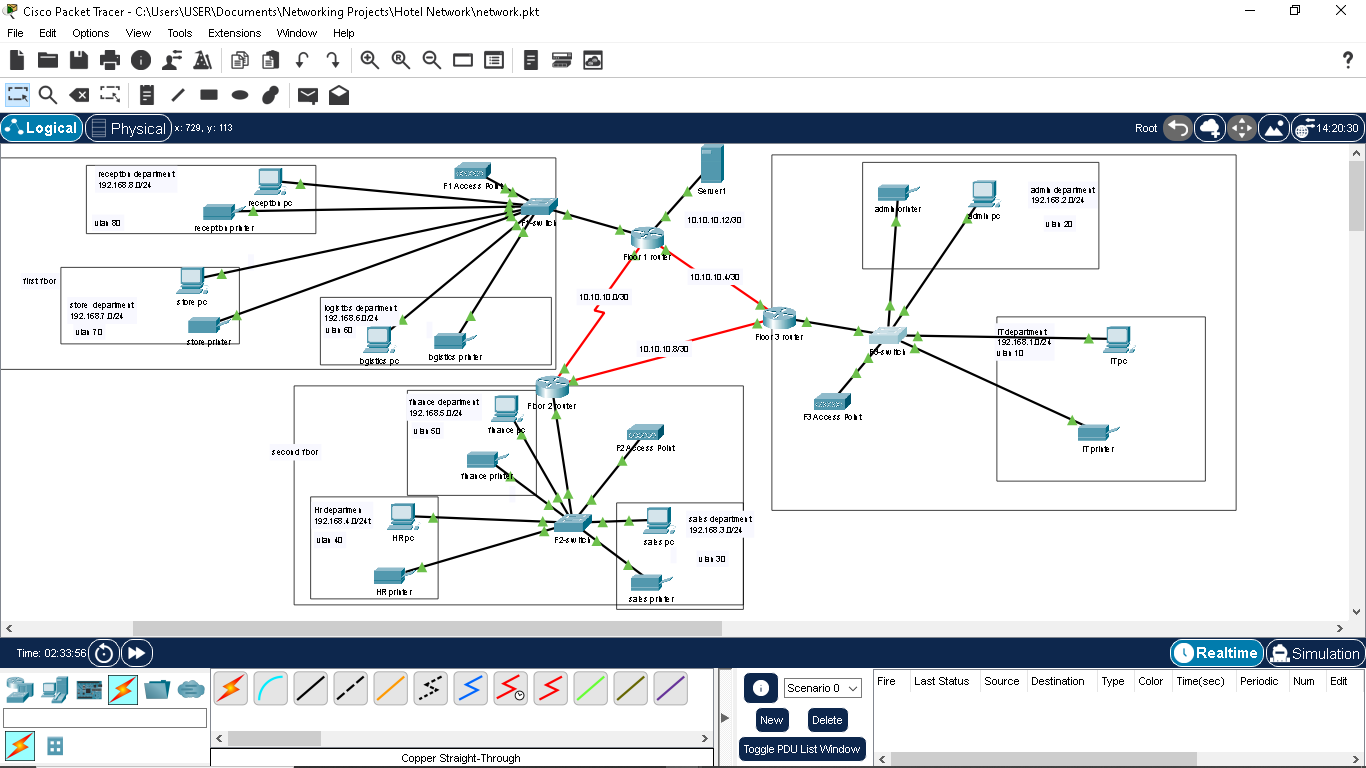 Cisco Packet Tracer - C:\Users\USER\Documents\Networking Projects\Hotel Network\network.pkt
File Edit Options View Tools Extensions Window Help
?
Logical Physical x: 729, y: 113 Root 14:20:30
reception department
192.168.8.0/24
reception pc
reception printer
vlan 80
F1 Access Point
F1-switch
Server1
10.10.10.12/30
Floor 1 router
first floor
store department
192.168.7.0/24
vlan 70
store pc
store printer
logistics department
192.168.6.0/24
vlan 60
logistics pc
logistics printer
10.10.10.0/30
10.10.10.4/30
10.10.10.8/30
Floor 3 router
admin printer
admin pc
admin department
192.168.2.0/24
vlan 20
F3-switch
F3 Access Point
IT department
192.168.1.0/24
vlan 10
IT pc
IT printer
Floor 2 router
second floor
finance department
192.168.5.0/24
vlan 50
finance pc
finance printer
F2 Access Point
Hr departmen
192.168.4.0/24t
vlan 40
HR pc
HR printer
F2-switch
sales department
192.168.3.0/24
vlan 30
sales pc
sales printer
Time: 02:33:56 Realtime Simulation
Scenario 0
New Delete
Toggle PDU List Window
Fire Last Status Source Destination Type Color Time(sec) Periodic Num Edit
Copper Straight-Through